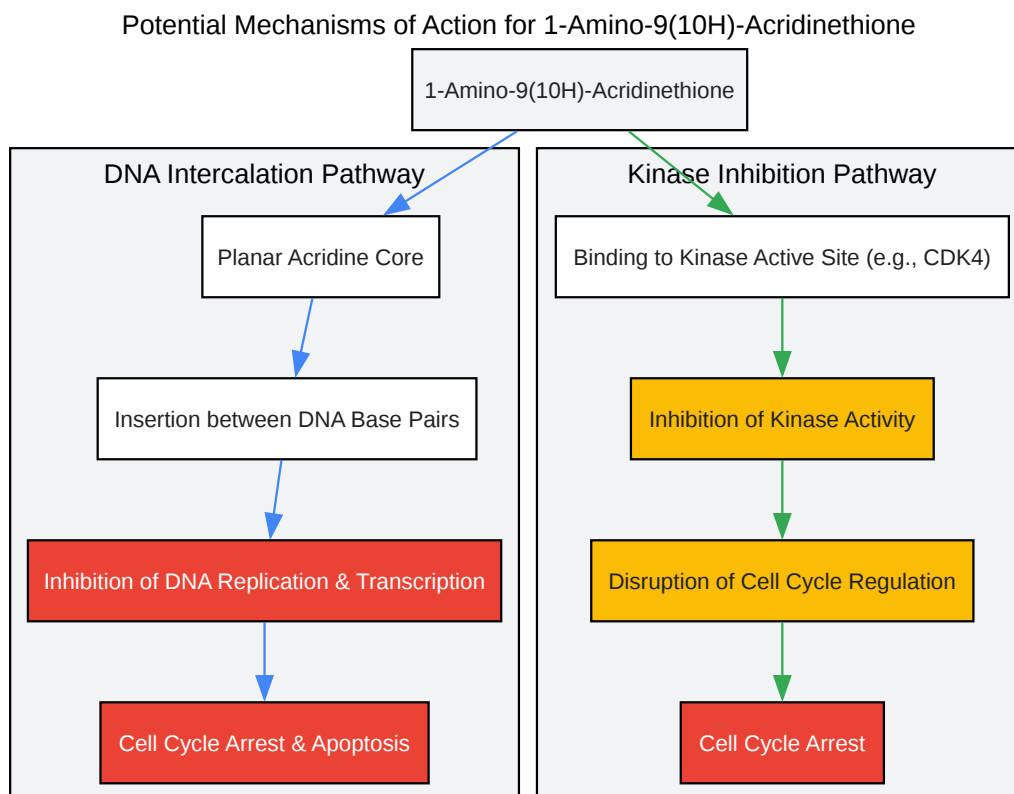 Potential Mechanisms of Action for 1-Amino-9(10H)-Acridinethione
1-Amino-9(10H)-Acridinethione
DNA Intercalation Pathway
Planar Acridine Core
Insertion between DNA Base Pairs
Inhibition of DNA Replication & Transcription
Cell Cycle Arrest & Apoptosis
Kinase Inhibition Pathway
Binding to Kinase Active Site (e.g., CDK4)
Inhibition of Kinase Activity
Disruption of Cell Cycle Regulation
Cell Cycle Arrest